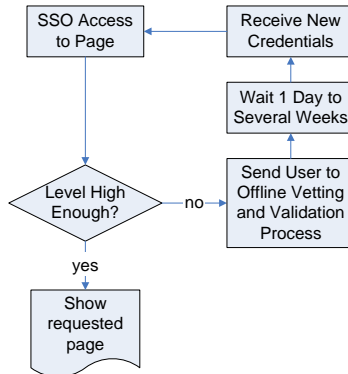 SSO Access
to Page
Receive New
Credentials
Wait 1 Day to
Several Weeks
Level High
Enough?
no
Send User to
Offline Vetting
and Validation
Process
yes
Show
requested
page